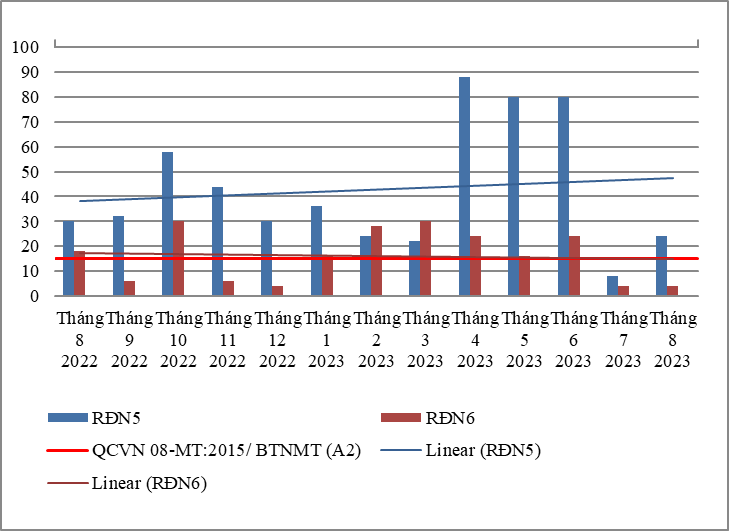 100
90
80
70
60
50
40
30
20
10
0
Tháng Tháng Tháng Tháng Tháng Tháng Tháng Tháng Tháng Tháng Tháng Tháng Tháng
8 9 10 11 12 1 2 3 4 5 6 7 8
2022 2022 2022 2022 2022 2023 2023 2023 2023 2023 2023 2023 2023
RĐN5 RĐN6
QCVN 08-MT:2015/ BTNMT (A2) Linear (RĐN5)
Linear (RĐN6)